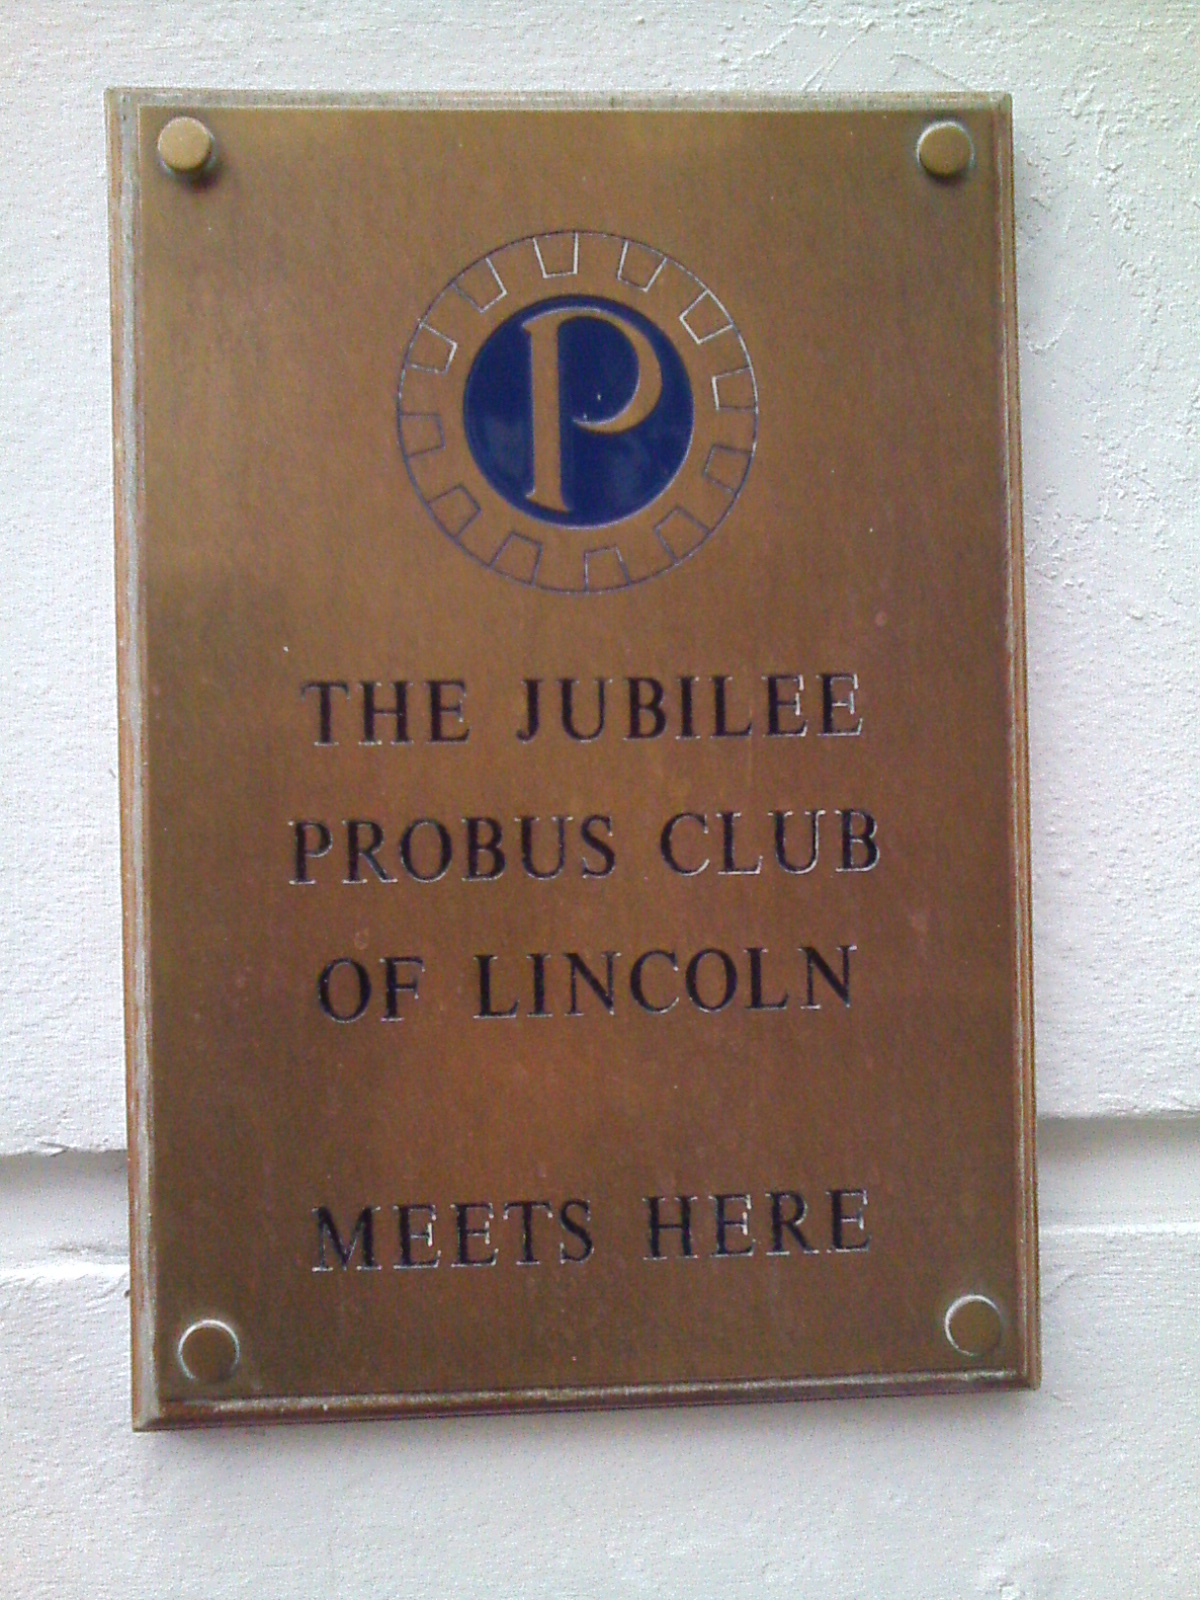 P
THE JUBILEE
PROBUS CLUB
OF LINCOLN
MEETS HERE